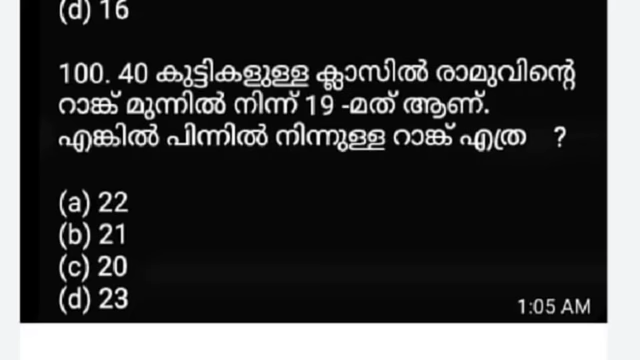 (d) 16
100. 40 കുട്ടികളുള്ള ക്ലാസിൽ രാമുവിന്റെ
റാങ്ക് മുന്നിൽ നിന്ന് 19 -മത് ആണ്.
എങ്കിൽ പിന്നിൽ നിന്നുള്ള റാങ്ക് എത്ര ?
(a) 22
(b) 21
(c) 20
(d) 23
1:05 AM